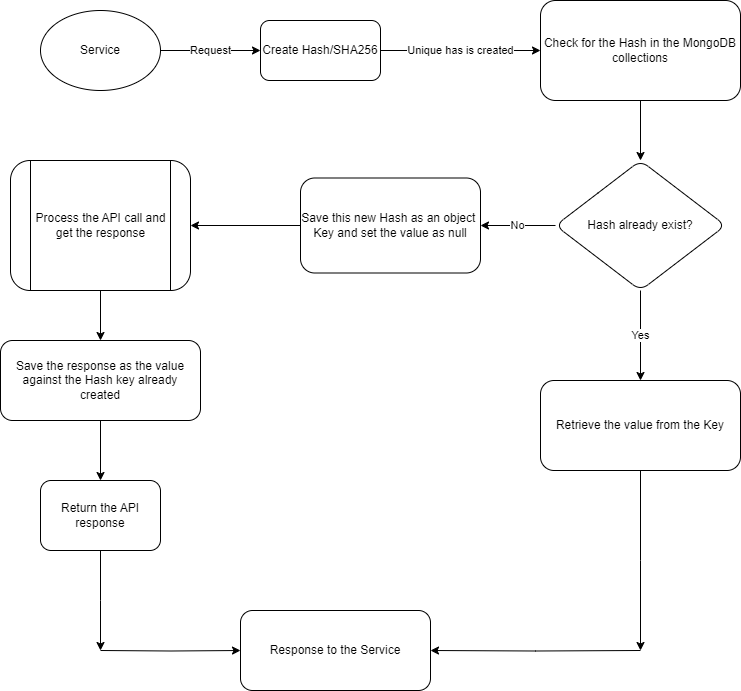 Service
Request
Create Hash/SHA256
Unique has is created
Check for the Hash in the MongoDB
collections
Process the API call and
get the response
Save this new Hash as an object
Key and set the value as null
No
Hash already exist?
Yes
Save the response as the value
against the Hash key already
created
Retrieve the value from the Key
Return the API
response
Response to the Service